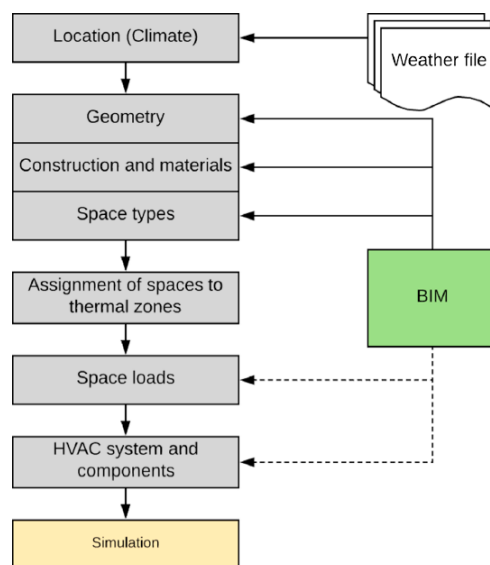 Location (Climate)
Weather file
Geometry
Construction and materials
Space types
Assignment of spaces to
thermal zones
BIM
Space loads
HVAC system and
components
Simulation